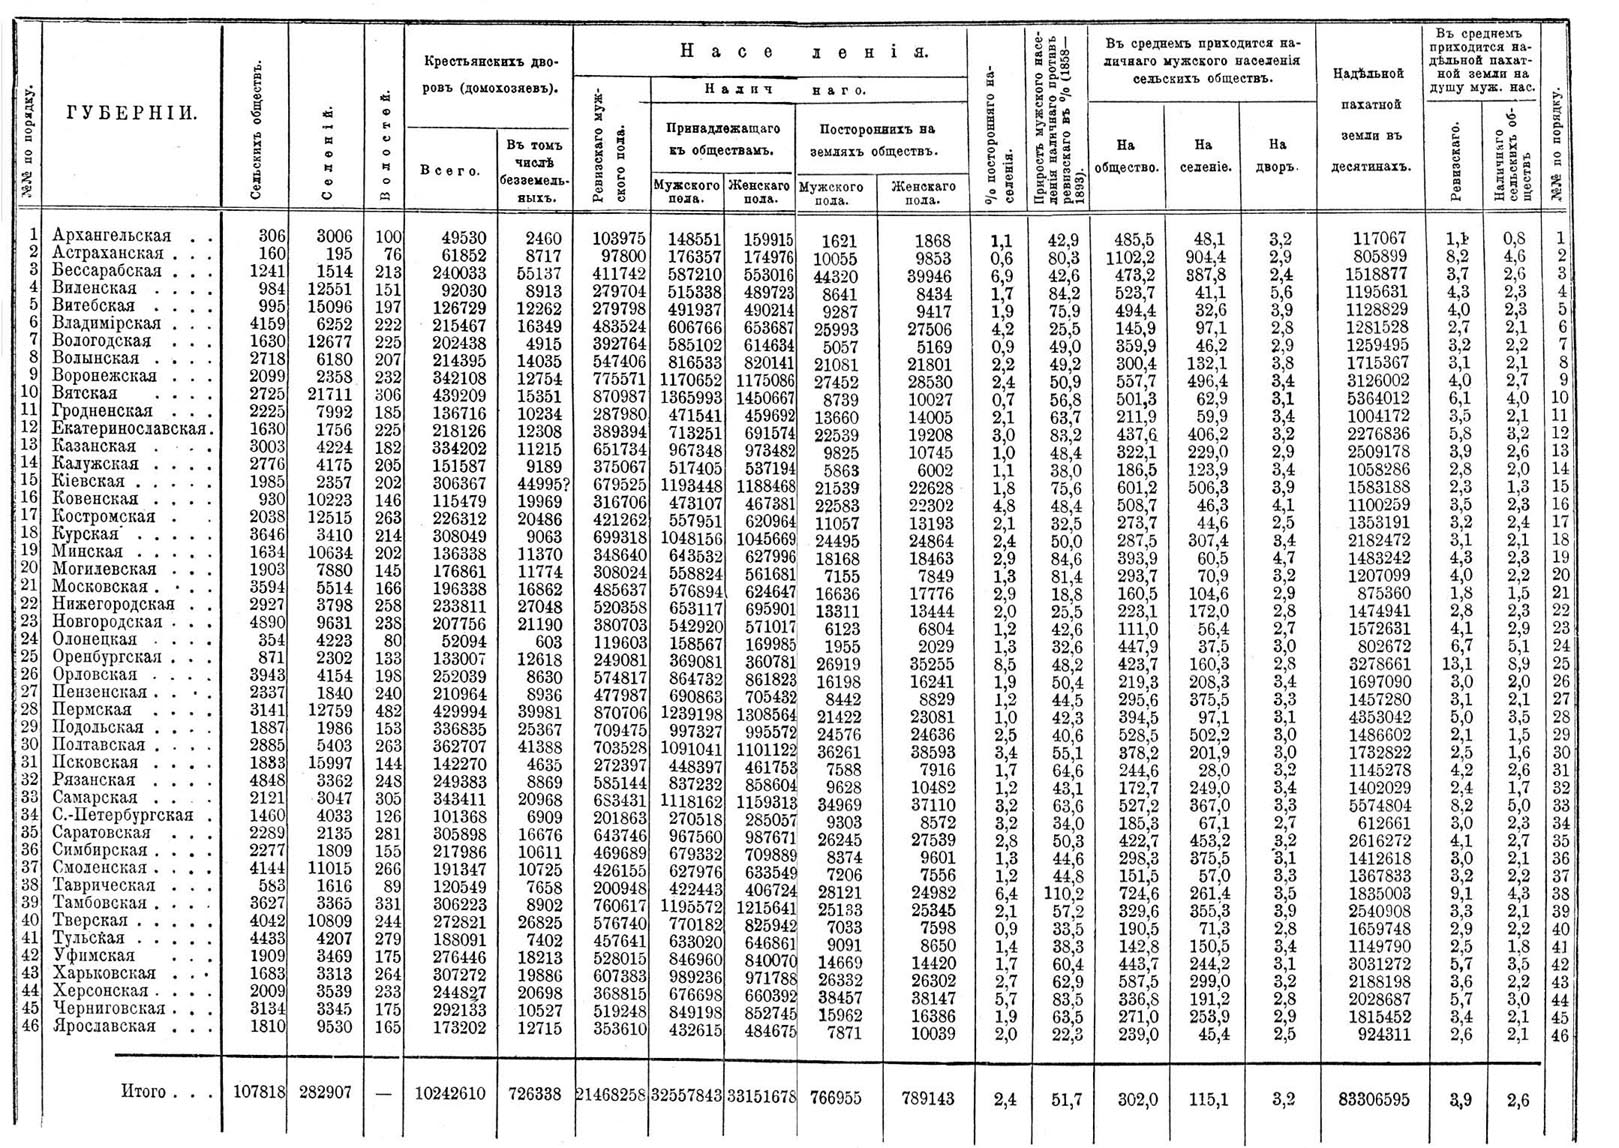 №№ по порядку.
ГУБЕРНІИ.
Сельскихъ обществъ.
Селеній.
Волостей.
Крестьянскихъ дво-
ровъ (домохозяевъ).
Всего.
Въ томъ
числѣ
безземель-
ныхъ.
Населенія.
Ревизскаго муж-
скаго пола.
Наличнаго.
Принадлежащаго
къ обществамъ.
Мужского
пола.
Женскаго
пола.
Постороннихъ на
земляхъ обществъ.
Мужского
пола.
Женскаго
пола.
% посторонняго на-
селенія.
Прирость мужского насе-
ленія наличнаго противъ
ревизскаго въ % (1858—
1893).
Въ среднемъ приходится на-
личнаго мужского населенія
сельскихъ обществъ.
На
общество.
На
селеніе.
На
дворъ.
Надѣльной
пахатной
земли въ
десятинахъ.
Въ среднемъ
приходится на-
дѣльной пахат-
ной земли на
душу муж. нас.
Ревизскаго.
Наличнаго
сельскихъ об-
ществъ
№№ по порядку.
1 Архангельская . . 306 3006 100 49530 2460 103975 148551 159915 1621 1868 1,1 42,9 485,5 48,1 3,2 117067 1,1 0,8 1
2 Астраханская . . . 160 195 76 61852 8717 97800 176357 174976 10055 9853 0,6 80,3 1102,2 904,4 2,9 805899 8,2 4,6 2
3 Бессарабская . . . 1241 1514 213 240033 55137 411742 587210 553016 44320 39946 6,9 42,6 473,2 387,8 2,4 1518877 3,7 2,6 3
4 Виленская . . . . 984 12551 151 92030 8913 279704 515338 489723 8641 8434 1,7 84,2 523,7 41,1 5,6 1195631 4,3 2,3 4
5 Витебская . . . . 995 15096 197 126729 12262 279798 491937 490214 9287 9417 1,9 75,9 494,4 32,6 3,9 1128829 4,0 2,3 5
6 Владимірская . . . 4159 6252 222 215467 16349 483524 606766 653687 25993 27506 4,2 25,5 145,9 97,1 2,8 1281528 2,7 2,1 6
7 Вологодская . . . 1630 12677 225 202438 4915 392764 585102 614634 5057 5169 0,9 49,0 359,9 46,2 2,9 1259495 3,2 2,2 7
8 Волынская . . . . 2718 6180 207 214395 14035 547406 816533 820141 21081 21801 2,2 49,2 300,4 132,1 3,8 1715367 3,1 2,1 8
9 Воронежская . . . 2099 2358 232 342108 12754 775571 1170652 1175086 27452 28530 2,4 50,9 557,7 496,4 3,4 3126002 4,0 2,7 9
10 Вятская . . . . 2725 21711 306 439209 15351 870987 1365993 1450667 8739 10027 0,7 56,8 501,3 62,9 3,1 5364012 6,1 4,0 10
11 Гродненская . . . 2225 7992 185 136716 10234 287980 471541 459692 13660 14005 2,1 63,7 211,9 59,9 3,4 1004172 3,5 2,1 11
12 Екатеринославская. 1630 1756 225 218126 12308 389394 713251 691574 22539 19208 3,0 83,2 437,6 406,2 3,2 2276836 5,8 3,2 12
13 Казанская . . . 3003 4224 182 334202 11215 651734 967348 973482 9825 10745 1,0 48,4 322,1 229,0 2,9 2509178 3,9 2,6 13
14 Калужская . . . . 2776 4175 205 151587 9189 375067 517405 537194 5863 6002 1,1 38,0 186,5 123,9 3,4 1058286 2,8 2,0 14
15 Кіевская . . . . . 1985 2357 202 306367 44995? 679525 1193448 1188468 21539 22628 1,8 75,6 601,2 506,3 3,9 1583188 2,3 1,3 15
16 Ковенская . . . . 930 10223 146 115479 19969 316706 473107 467381 22583 22302 4,8 48,4 508,7 46,3 4,1 1100259 3,5 2,3 16
17 Костромская . . 2038 12515 263 226312 20486 421262 557951 620964 11057 13193 2,1 32,5 273,7 44,6 2,5 1353191 3,2 2,4 17
18 Курская . . . . . 3646 3410 214 308049 9063 699318 1048156 1045669 24495 24864 2,4 50,0 287,5 307,4 3,4 2182472 3,1 2,1 18
19 Минская . . . . . 1634 10634 202 136338 11370 348640 643532 627996 18168 18463 2,9 84,6 393,9 60,5 4,7 1483242 4,3 2,3 19
20 Могилевская . . . 1903 7880 145 176861 11774 308024 558824 561681 7155 7849 1,3 81,4 293,7 70,9 3,2 1207099 4,0 2,2 20
21 Московская . . . . 3594 5514 166 196338 16862 485637 576894 624647 16636 17776 2,9 18,8 160,5 104,6 2,9 875360 1,8 1,5 21
22 Нижегородская . . 2927 3798 258 233811 27048 520358 653117 695901 13311 13444 2,0 25,5 223,1 172,0 2,8 1474941 2,8 2,3 22
23 Новгородская . . . 4890 9631 238 207756 21190 380703 542920 571017 6123 6804 1,2 42,6 111,0 56,4 2,7 1572631 4,1 2,9 23
24 Олонецкая . . . 354 4223 80 52094 603 119603 158567 169985 1955 2029 1,3 32,6 447,9 37,5 3,0 802672 6,7 5,1 24
25 Оренбургская . . . 871 2302 133 133007 12618 249081 369081 360781 26919 35255 8,5 48,2 423,7 160,3 2,8 3278661 13,1 8,9 25
26 Орловская . . . . 3943 4154 198 252039 8630 574817 864732 861823 16198 16241 1,9 50,4 219,3 208,3 3,4 1697090 3,0 2,0 26
27 Пензенская . . . . 2337 1840 240 210964 8936 477987 690863 705432 8442 8829 1,2 44,5 295,6 375,5 3,3 1457280 3,1 2,1 27
28 Пермская . . . . 3141 12759 482 429994 39981 870706 1239198 1308564 21422 23081 1,0 42,3 394,5 97,1 3,1 4353042 5,0 3,5 28
29 Подольская . . . . 1887 1986 153 336835 25367 709475 997327 995572 24576 24636 2,5 40,6 528,5 502,2 3,0 1486602 2,1 1,5 29
30 Полтавская . . . . 2885 5403 263 362707 41388 703528 1091041 1101122 36261 38593 3,4 55,1 378,2 201,9 3,0 1732822 2,5 1,6 30
31 Псковская . . . . 1883 15997 144 142270 4635 272397 448397 461753 7588 7916 1,7 64,6 244,6 28,0 3,2 1145278 4,2 2,6 31
32 Рязанская . . . . 4848 3362 248 249383 8869 585144 837232 858604 9628 10482 1,2 43,1 172,7 249,0 3,4 1402029 2,4 1,7 32
33 Самарская . . . . 2121 3047 305 343411 20968 683431 1118162 1159313 34969 37110 3,2 63,6 527,2 367,0 3,3 5574804 8,2 5,0 33
34 С.-Петербургская . 1460 4033 126 101368 6909 201863 270518 285057 9303 8572 3,2 34,0 185,3 67,1 2,7 612661 3,0 2,3 34
35 Саратовская . . . 2289 2135 281 305898 16676 643746 967560 987671 26245 27539 2,8 50,3 422,7 453,2 3,2 2616272 4,1 2,7 35
36 Симбирская . . . . 2277 1809 155 217986 10611 469689 679332 709889 8374 9601 1,3 44,6 298,3 375,5 3,1 1412618 3,0 2,1 36
37 Смоленская . . . . 4144 11015 266 191347 10725 426155 627976 633549 7206 7556 1,2 44,8 151,5 57,0 3,3 1367833 3,2 2,2 37
38 Таврическая . . . 583 1616 89 120549 7658 200948 422443 406724 28121 24982 6,4 110,2 724,6 261,4 3,5 1835003 9,1 4,3 38
39 Тамбовская . . . . 3627 3365 331 306223 8902 760617 1195572 1215641 25133 25345 2,1 57,2 329,6 355,3 3,9 2540908 3,3 2,1 39
40 Тверская . . . . . 4042 10809 244 272821 26825 576740 770182 825942 7033 7598 0,9 33,5 190,5 71,3 2,8 1659748 2,9 2,2 40
41 Тульская . . . . . 4433 4207 279 188091 7402 457641 633020 646861 9091 8650 1,4 38,3 142,8 150,5 3,4 1149790 2,5 1,8 41
42 Уфимская . . . 1909 3469 175 276446 18213 528015 846960 840070 14669 14420 1,7 60,4 443,7 244,2 3,1 3031272 5,7 3,5 42
43 Харьковская . . . 1683 3313 264 307272 19886 607383 989236 971788 26332 26302 2,7 62,9 587,5 299,0 3,2 2188198 3,6 2,2 43
44 Херсонская . . . . 2009 3539 233 244827 20698 368815 676698 660392 38457 38147 5,7 83,5 336,8 191,2 2,8 2028687 5,7 3,0 44
45 Черниговская . . . 3134 3345 175 292133 10527 519248 849198 852745 15962 16386 1,9 63,5 271,0 253,9 2,9 1815452 3,4 2,1 45
46 Ярославская . . . 1810 9530 165 173202 12715 353610 432615 484675 7871 10039 2,0 22,3 239,0 45,4 2,5 924311 2,6 2,1 46
Итого . . . 107818 282907 — 10242610 726338 21468258 32557843 33151678 766955 789143 2,4 51,7 302,0 115,1 3,2 83306595 3,9 2,6